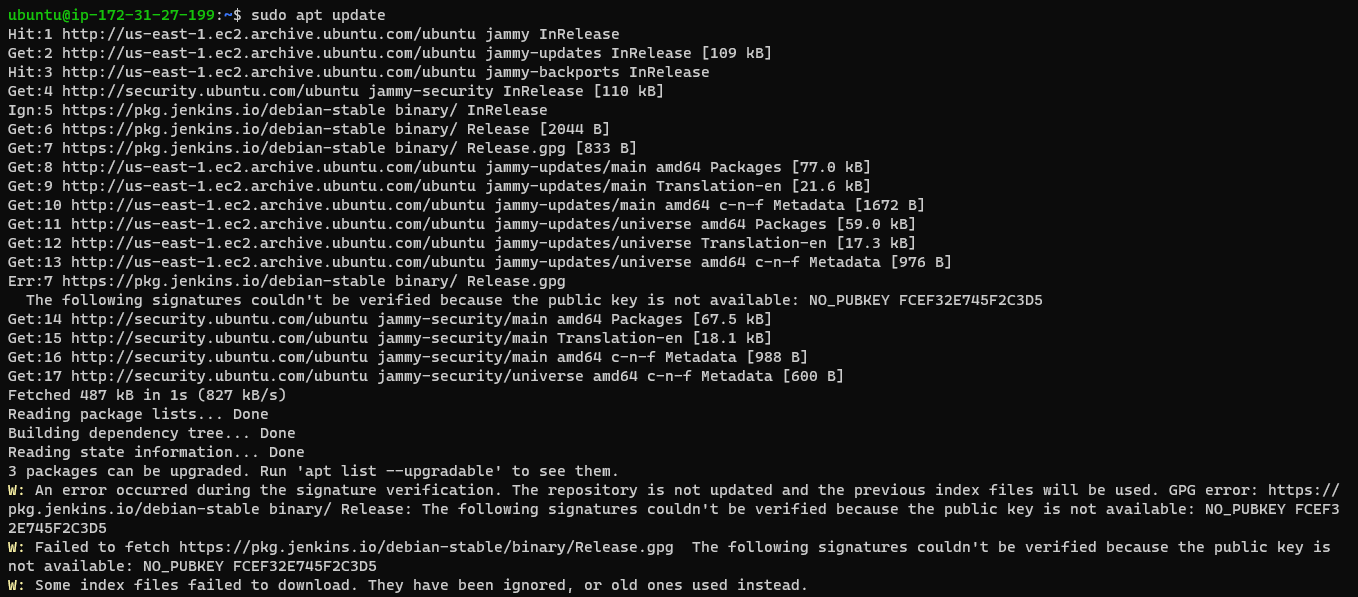 ubuntu@ip-172-31-27-199:~$ sudo apt update
Hit:1 http://us-east-1.ec2.archive.ubuntu.com/ubuntu jammy InRelease
Get:2 http://us-east-1.ec2.archive.ubuntu.com/ubuntu jammy-updates InRelease [109 kB]
Hit:3 http://us-east-1.ec2.archive.ubuntu.com/ubuntu jammy-backports InRelease
Get:4 http://security.ubuntu.com/ubuntu jammy-security InRelease [110 kB]
Ign:5 https://pkg.jenkins.io/debian-stable binary/ InRelease
Get:6 https://pkg.jenkins.io/debian-stable binary/ Release [2044 B]
Get:7 https://pkg.jenkins.io/debian-stable binary/ Release.gpg [833 B]
Get:8 http://us-east-1.ec2.archive.ubuntu.com/ubuntu jammy-updates/main amd64 Packages [77.0 kB]
Get:9 http://us-east-1.ec2.archive.ubuntu.com/ubuntu jammy-updates/main Translation-en [21.6 kB]
Get:10 http://us-east-1.ec2.archive.ubuntu.com/ubuntu jammy-updates/main amd64 c-n-f Metadata [1672 B]
Get:11 http://us-east-1.ec2.archive.ubuntu.com/ubuntu jammy-updates/universe amd64 Packages [59.0 kB]
Get:12 http://us-east-1.ec2.archive.ubuntu.com/ubuntu jammy-updates/universe Translation-en [17.3 kB]
Get:13 http://us-east-1.ec2.archive.ubuntu.com/ubuntu jammy-updates/universe amd64 c-n-f Metadata [976 B]
Err:7 https://pkg.jenkins.io/debian-stable binary/ Release.gpg
  The following signatures couldn't be verified because the public key is not available: NO_PUBKEY FCEF32E745F2C3D5
Get:14 http://security.ubuntu.com/ubuntu jammy-security/main amd64 Packages [67.5 kB]
Get:15 http://security.ubuntu.com/ubuntu jammy-security/main Translation-en [18.1 kB]
Get:16 http://security.ubuntu.com/ubuntu jammy-security/main amd64 c-n-f Metadata [988 B]
Get:17 http://security.ubuntu.com/ubuntu jammy-security/universe amd64 c-n-f Metadata [600 B]
Fetched 487 kB in 1s (827 kB/s)
Reading package lists... Done
Building dependency tree... Done
Reading state information... Done
3 packages can be upgraded. Run 'apt list --upgradable' to see them.
W: An error occurred during the signature verification. The repository is not updated and the previous index files will be used. GPG error: https://
pkg.jenkins.io/debian-stable binary/ Release: The following signatures couldn't be verified because the public key is not available: NO_PUBKEY FCEF3
2E745F2C3D5
W: Failed to fetch https://pkg.jenkins.io/debian-stable/binary/Release.gpg  The following signatures couldn't be verified because the public key is
not available: NO_PUBKEY FCEF32E745F2C3D5
W: Some index files failed to download. They have been ignored, or old ones used instead.